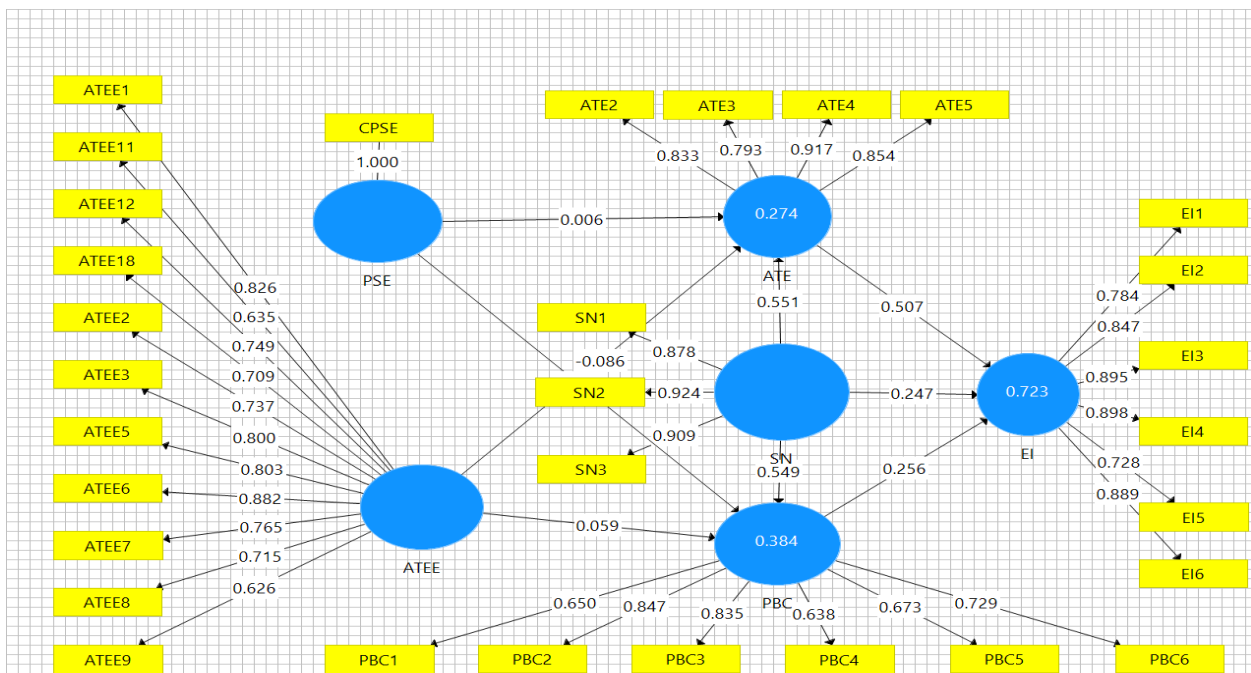 ATEE1
ATEE11
ATEE12
ATEE18
ATEE2
ATEE3
ATEE5
ATEE6
ATEE7
ATEE8
ATEE9
0.826
0.635
0.749
0.709
0.737
0.800
0.803
0.882
0.765
0.715
0.626
ATEE
CPSE
1.000
PSE
0.006
-0.086
0.059
ATE2
ATE3
ATE4
ATE5
0.833
0.793
0.917
0.854
0.274
ATE
0.551
0.507
SN1
SN2
SN3
0.878
0.924
0.909
SN
0.247
0.549
0.256
0.384
PBC
0.650
0.847
0.835
0.638
0.673
0.729
PBC1
PBC2
PBC3
PBC4
PBC5
PBC6
0.723
EI
0.784
0.847
0.895
0.898
0.728
0.889
EI1
EI2
EI3
EI4
EI5
EI6